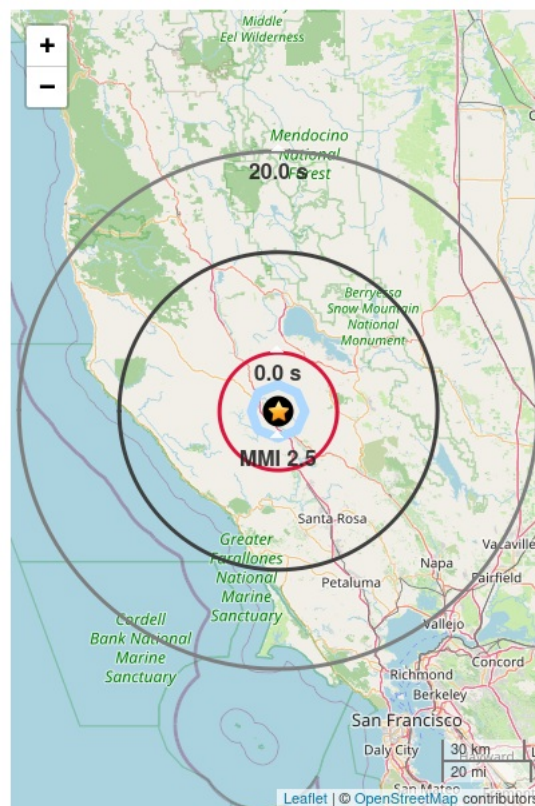 +
−
Middle
Eel Wilderness
Mendocino
National
Forest
20.0 s
Berryessa
Snow Mountain
National
Monument
0.0 s
MMI 2.5
Santa Rosa
Greater
Farallones
National
Marine
Sanctuary
Napa
Vacaville
Fairfield
Petaluma
Cordell
Bank National
Marine
Sanctuary
Vallejo
Concord
Richmond
Berkeley
San Francisco
Daly City
30 km
Hayward
20 mi
San Mateo
Leaflet | © OpenStreetMap contributors